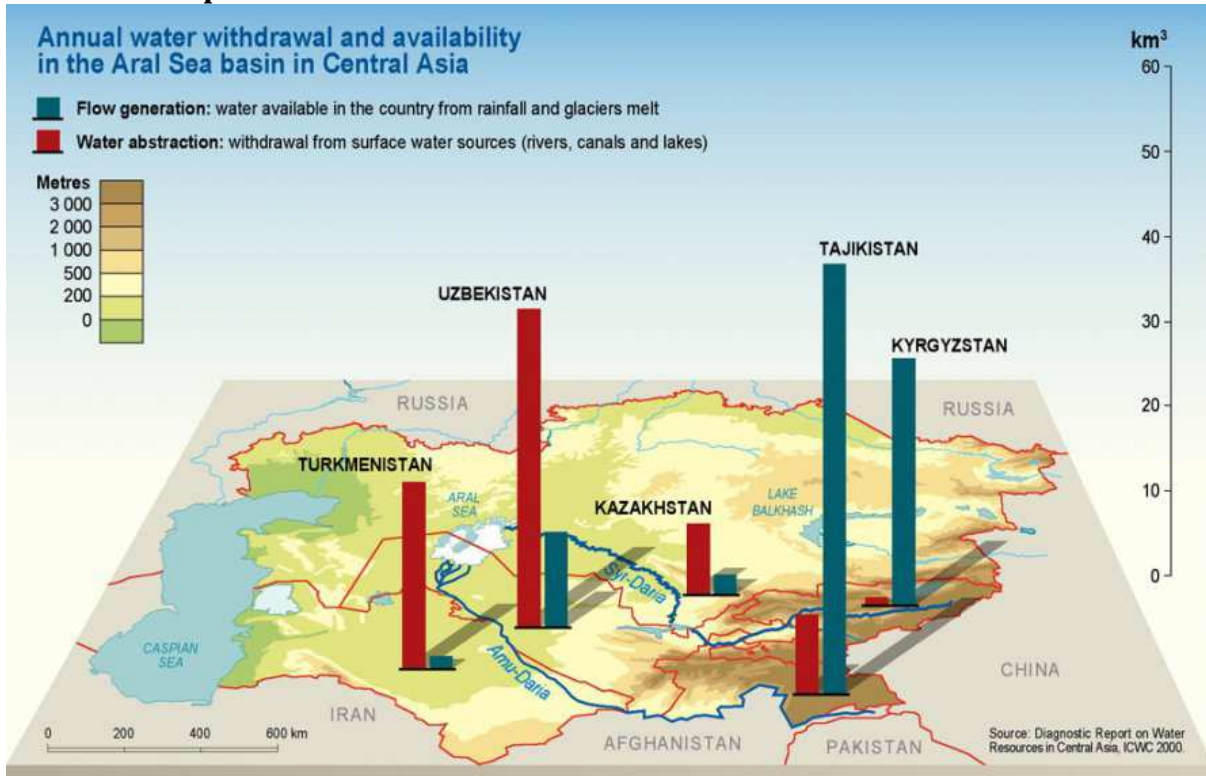 Annual water withdrawal and availability
in the Aral Sea basin in Central Asia
Flow generation: water available in the country from rainfall and glaciers melt
Water abstraction: withdrawal from surface water sources (rivers, canals and lakes)
Metres
3 000
2 000
1 000
500
200
0
km³
60
50
40
30
20
10
0
TAJIKISTAN
UZBEKISTAN
KYRGYZSTAN
RUSSIA
RUSSIA
TURKMENISTAN
ARAL
SEA
KAZAKHSTAN
LAKE
BALKHASH
Syr-Daria
CASPIAN
SEA
Amu-Daria
CHINA
IRAN
AFGHANISTAN
PAKISTAN
0 200 400 600 km
Source: Diagnostic Report on Water
Resources in Central Asia, ICWC 2000.